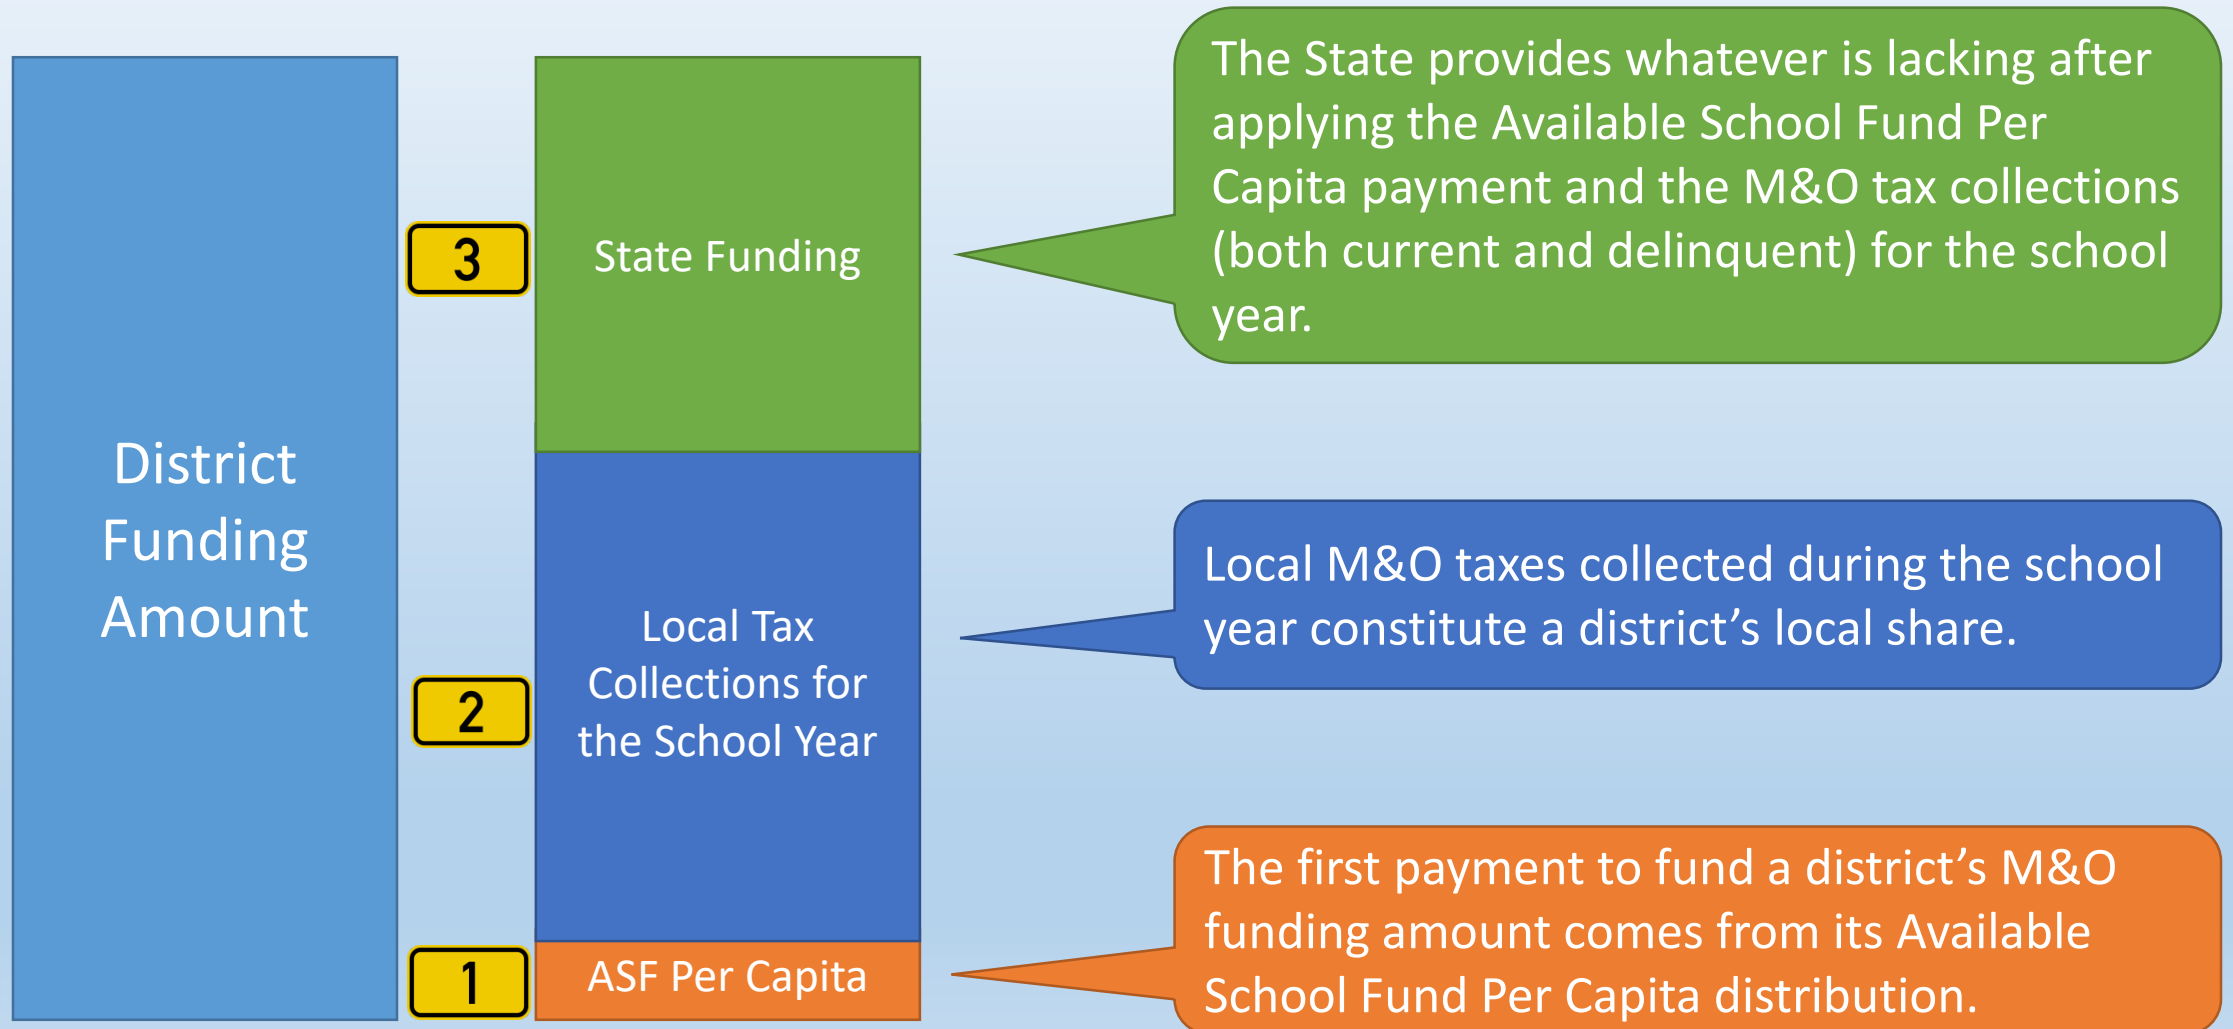 District
Funding
Amount
3
State Funding
The State provides whatever is lacking after
applying the Available School Fund Per
Capita payment and the M&O tax collections
(both current and delinquent) for the school
year.
2
Local Tax
Collections for
the School Year
Local M&O taxes collected during the school
year constitute a district’s local share.
1
ASF Per Capita
The first payment to fund a district’s M&O
funding amount comes from its Available
School Fund Per Capita distribution.